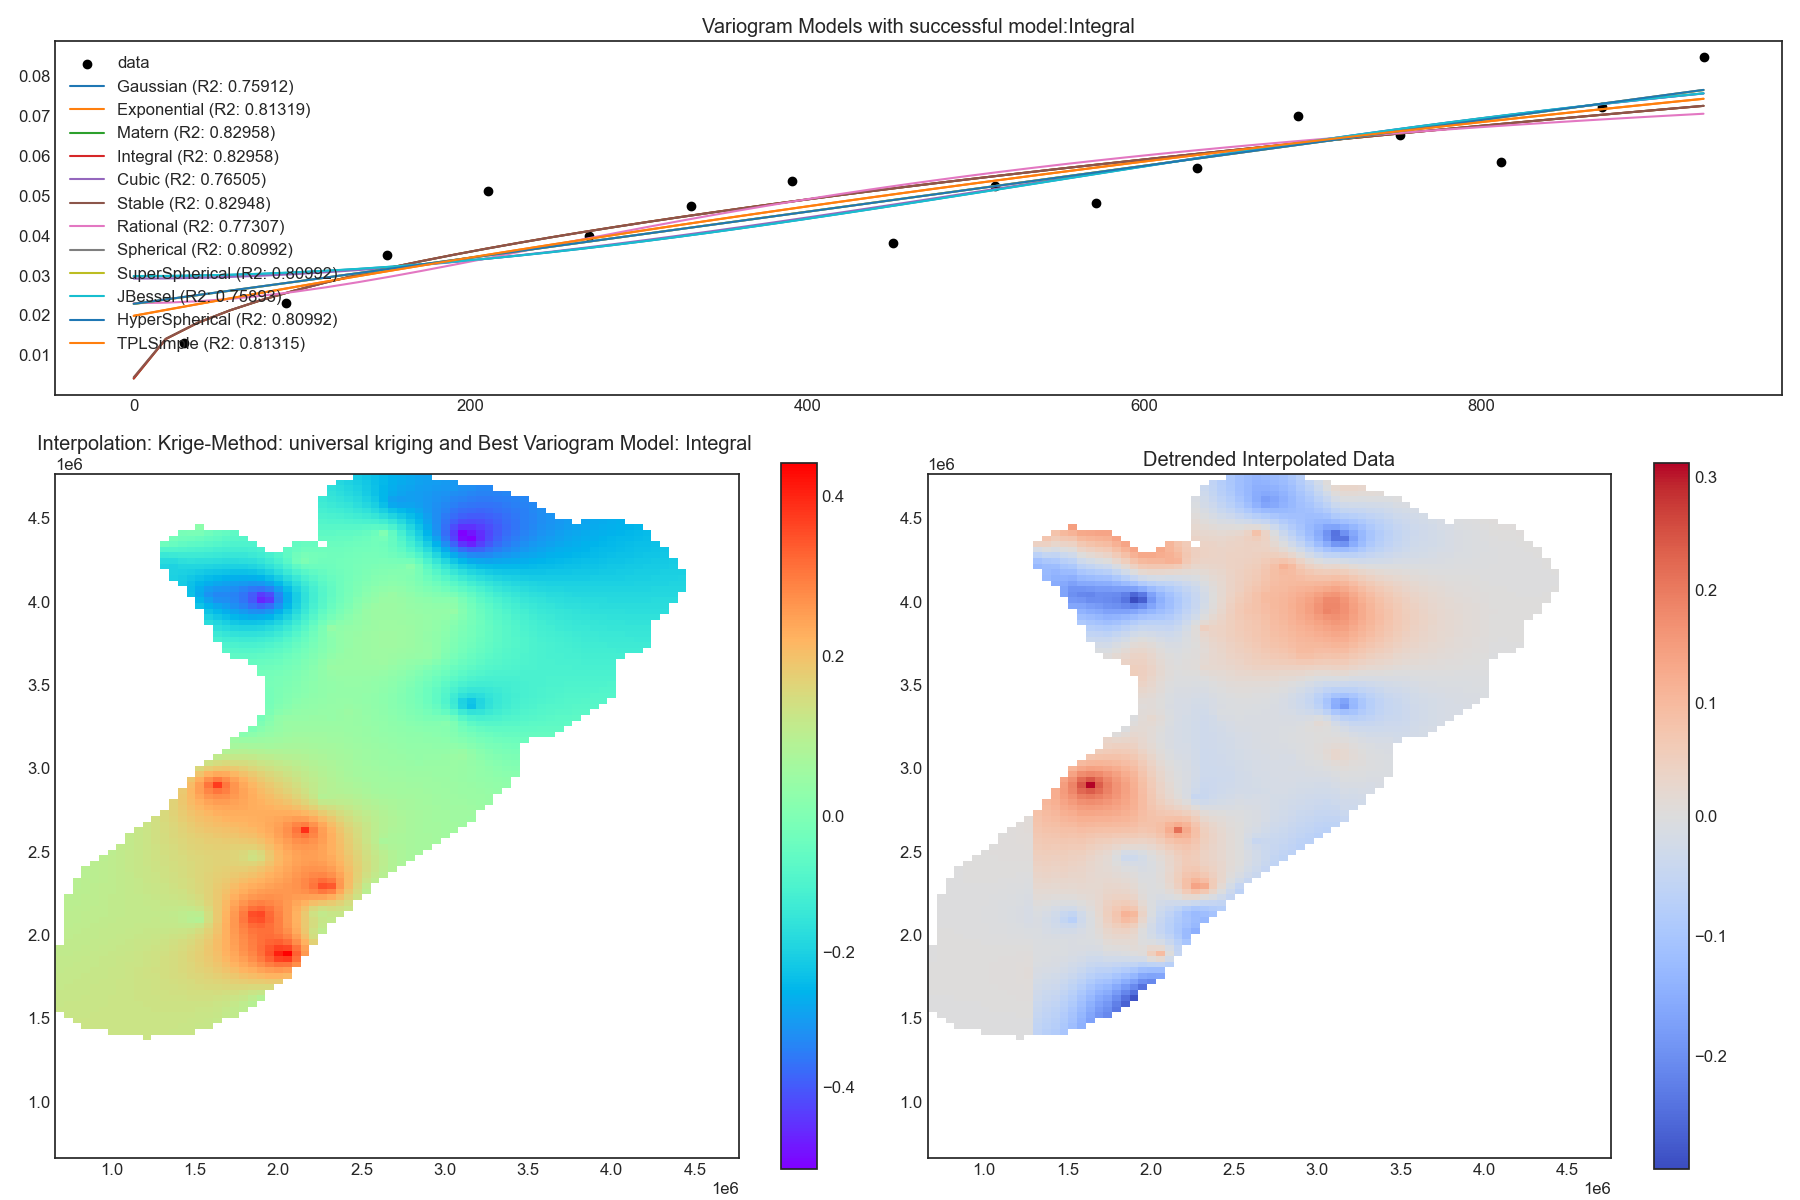 Variogram Models with successful model:Integral
data
Gaussian (R2: 0.75912)
Exponential (R2: 0.81319)
Matern (R2: 0.82958)
Integral (R2: 0.82958)
Cubic (R2: 0.76505)
Stable (R2: 0.82948)
Rational (R2: 0.77307)
Spherical (R2: 0.80992)
SuperSpherical (R2: 0.80992)
JBessel (R2: 0.75893)
HyperSpherical (R2: 0.80992)
TPLSimple (R2: 0.81315)
0.08
0.07
0.06
0.05
0.04
0.03
0.02
0.01
0 200 400 600 800
Interpolation: Krige-Method: universal kriging and Best Variogram Model: Integral
1e6
4.5
4.0
3.5
3.0
2.5
2.0
1.5
1.0
1.0 1.5 2.0 2.5 3.0 3.5 4.0 4.5
1e6
0.4
0.2
0.0
−0.2
−0.4
Detrended Interpolated Data
1e6
4.5
4.0
3.5
3.0
2.5
2.0
1.5
1.0
1.0 1.5 2.0 2.5 3.0 3.5 4.0 4.5
1e6
0.3
0.2
0.1
0.0
−0.1
−0.2